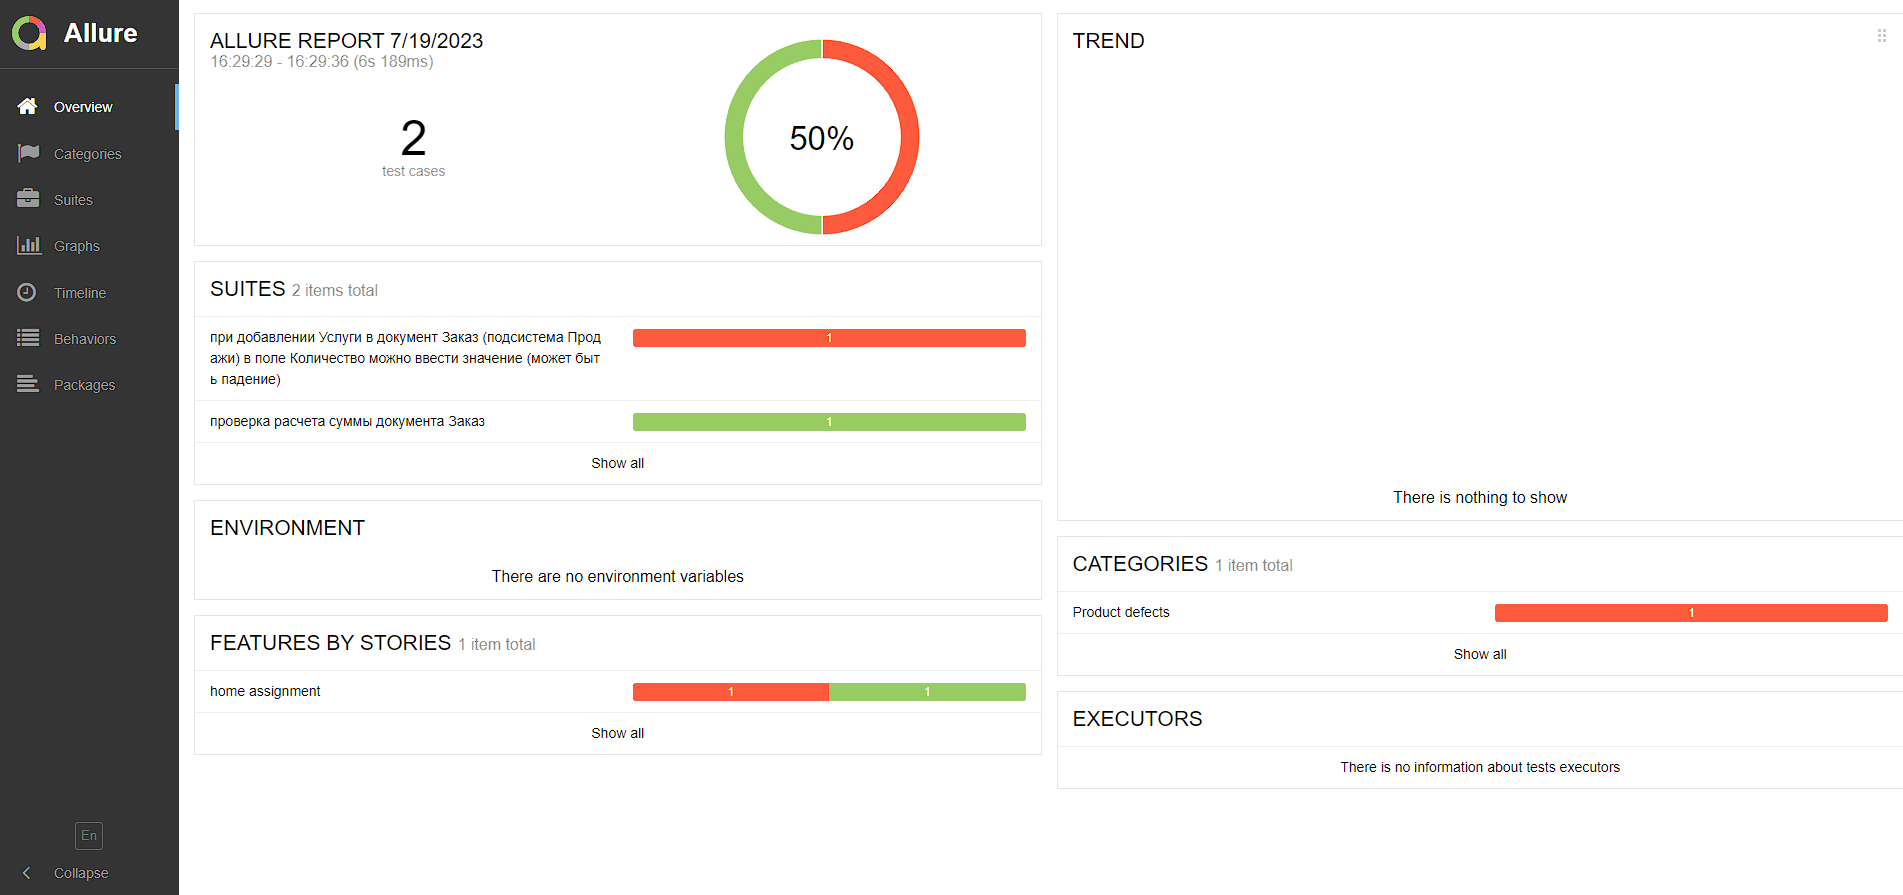 Allure
Overview
Categories
Suites
Graphs
Timeline
Behaviors
Packages
En
Collapse
ALLURE REPORT 7/19/2023
16:29:29 - 16:29:36 (6s 189ms)
2
test cases
50%
SUITES 2 items total
при добавлении Услуги в документ Заказ (подсистема Прод
ажи) в поле Количество можно ввести значение (может быт
ь падение)
1
проверка расчета суммы документа Заказ
1
Show all
ENVIRONMENT
There are no environment variables
FEATURES BY STORIES 1 item total
home assignment
1
1
Show all
TREND
There is nothing to show
CATEGORIES 1 item total
Product defects
1
Show all
EXECUTORS
There is no information about tests executors